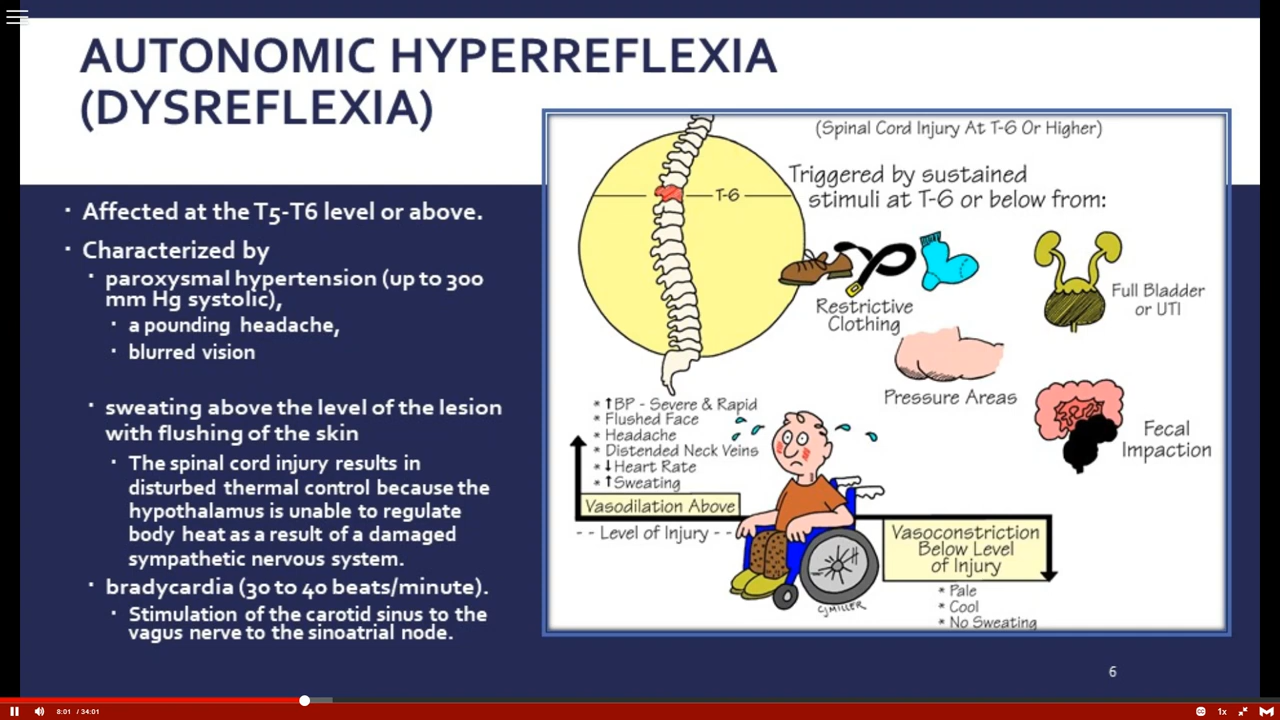 AUTONOMIC HYPERREFLEXIA
(DYSREFLEXIA)
▪ Affected at the T5-T6 level or above.
▪ Characterized by
▪ paroxysmal hypertension (up to 300
mm Hg systolic),
▪ a pounding headache,
▪ blurred vision
▪ sweating above the level of the lesion
with flushing of the skin
▪ The spinal cord injury results in
disturbed thermal control because the
hypothalamus is unable to regulate
body heat as a result of a damaged
sympathetic nervous system.
▪ bradycardia (30 to 40 beats/minute).
▪ Stimulation of the carotid sinus to the
vagus nerve to the sinoatrial node.
(Spinal Cord Injury At T-6 Or Higher)
T-6
Triggered by sustained
stimuli at T-6 or below from:
Restrictive
Clothing
Full Bladder
or UTI
Pressure Areas
Fecal
Impaction
* ↑BP - Severe & Rapid
* Flushed Face
* Headache
* Distended Neck Veins
* ↓Heart Rate
* ↑Sweating
Vasodilation Above
- - Level of Injury - -
Vasoconstriction
Below Level
of Injury
* Pale
* Cool
* No Sweating
CJMILLER
6
8:01 / 34:01
CC
1x